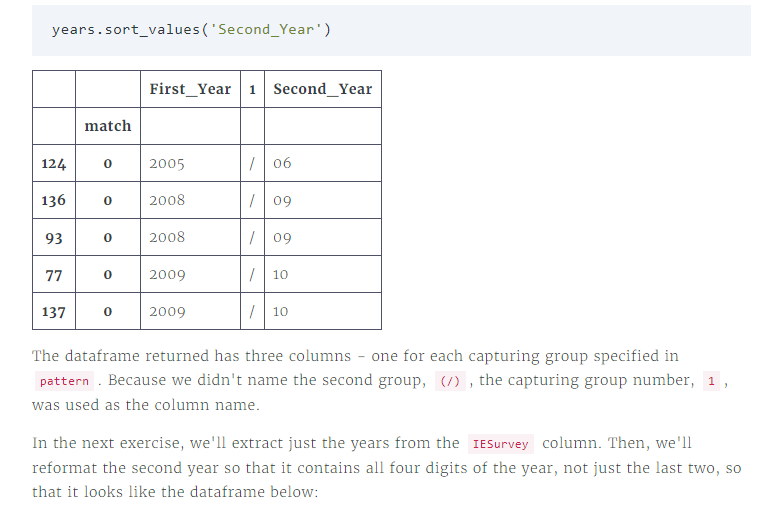 years.sort_values('Second_Year')
First_Year 1 Second_Year
match
124 0 2005 / 06
136 0 2008 / 09
93 0 2008 / 09
77 0 2009 / 10
137 0 2009 / 10
The dataframe returned has three columns – one for each capturing group specified in
pattern . Because we didn't name the second group, (/) , the capturing group number, 1 ,
was used as the column name.
In the next exercise, we'll extract just the years from the IESurvey column. Then, we'll
reformat the second year so that it contains all four digits of the year, not just the last two, so
that it looks like the dataframe below: